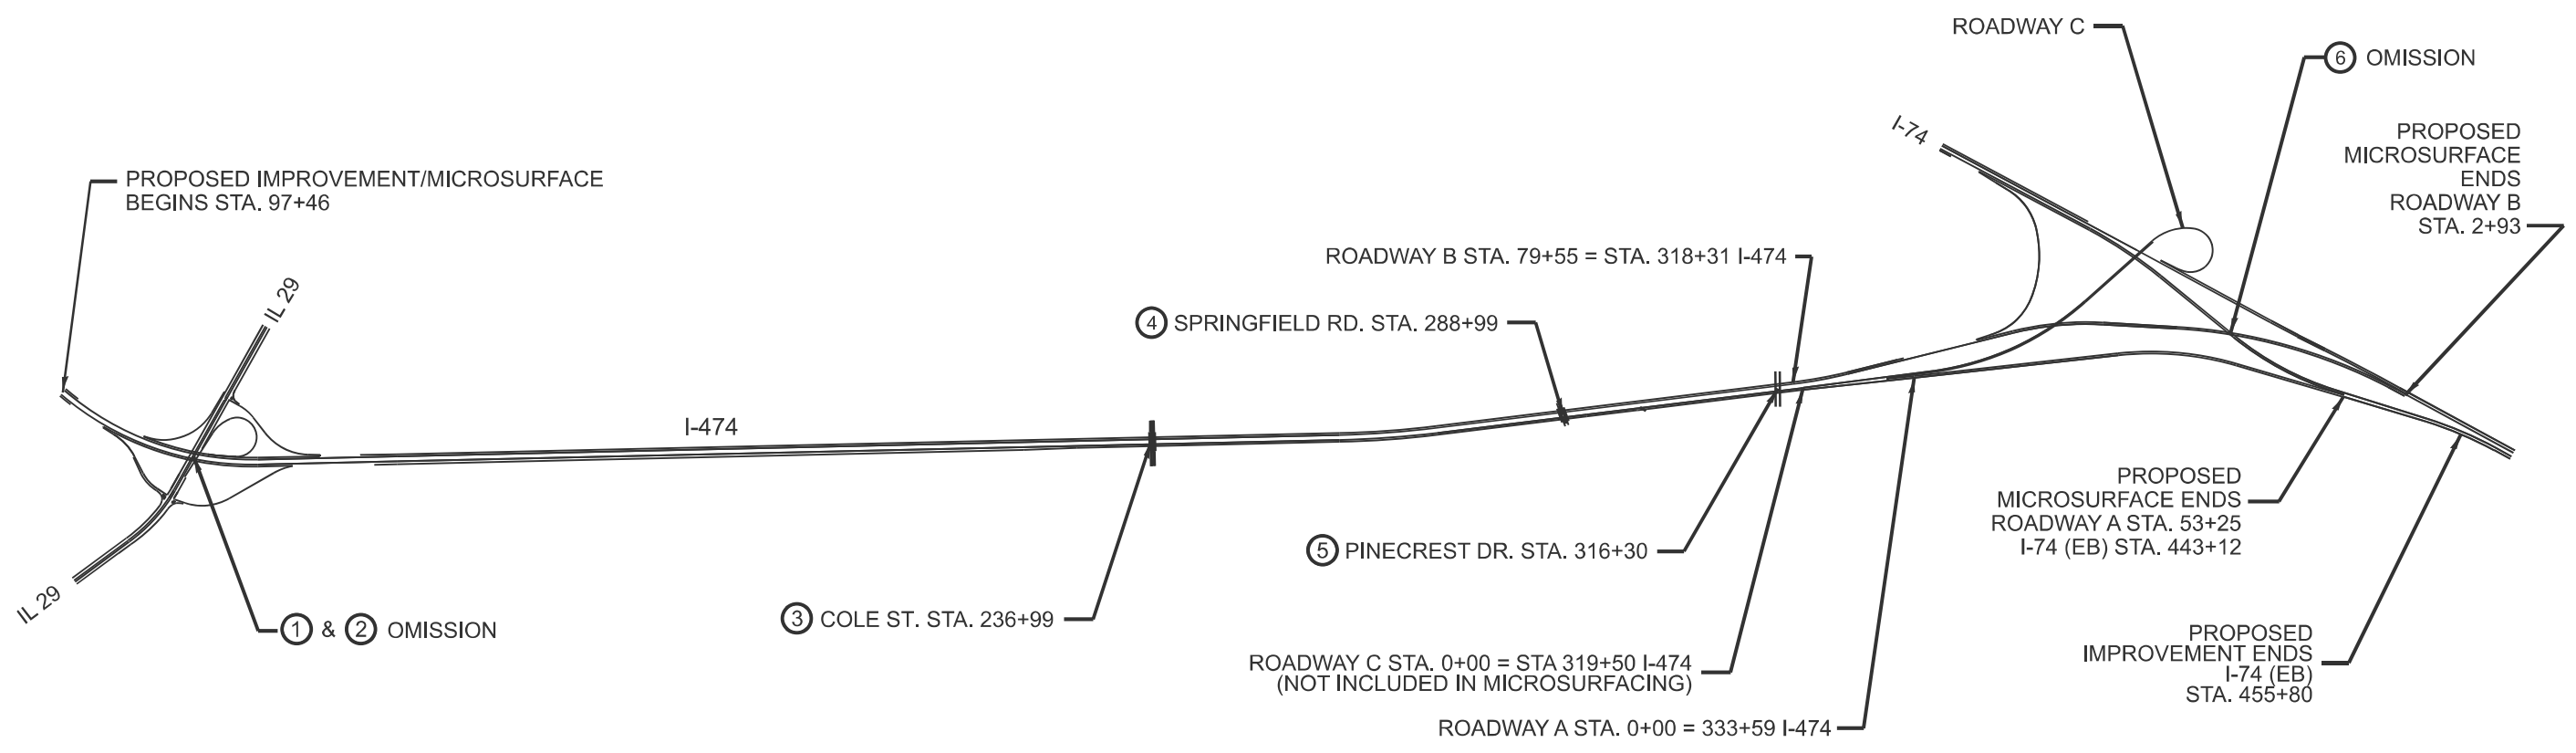 ROADWAY C
6 OMISSION
I-74
PROPOSED
MICROSURFACE
ENDS
ROADWAY B
STA. 2+93
PROPOSED IMPROVEMENT/MICROSURFACE
BEGINS STA. 97+46
ROADWAY B STA. 79+55 = STA. 318+31 I-474
IL 29
4 SPRINGFIELD RD. STA. 288+99
I-474
PROPOSED
MICROSURFACE ENDS
ROADWAY A STA. 53+25
I-74 (EB) STA. 443+12
5 PINECREST DR. STA. 316+30
IL 29
1 & 2 OMISSION
3 COLE ST. STA. 236+99
ROADWAY C STA. 0+00 = STA 319+50 I-474
(NOT INCLUDED IN MICROSURFACING)
PROPOSED
IMPROVEMENT ENDS
I-74 (EB)
STA. 455+80
ROADWAY A STA. 0+00 = 333+59 I-474